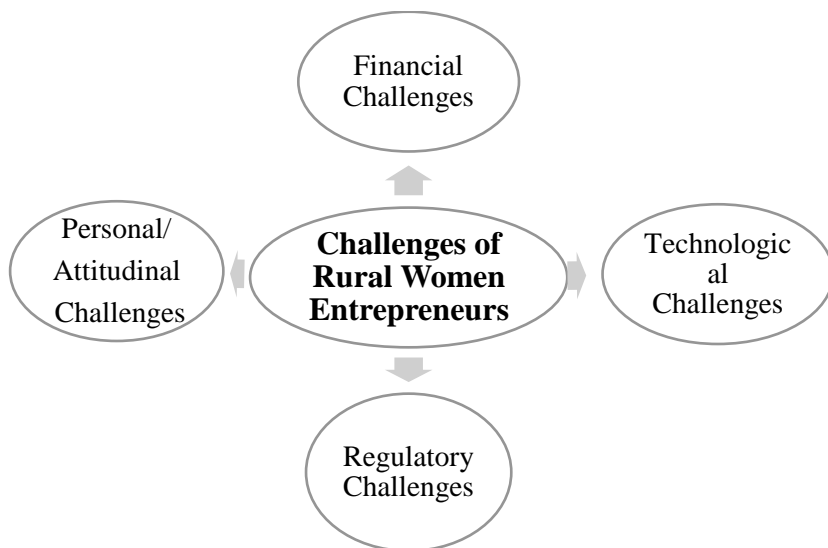 Financial
Challenges
Personal/
Attitudinal
Challenges
Challenges of
Rural Women
Entrepreneurs
Technologic
al
Challenges
Regulatory
Challenges